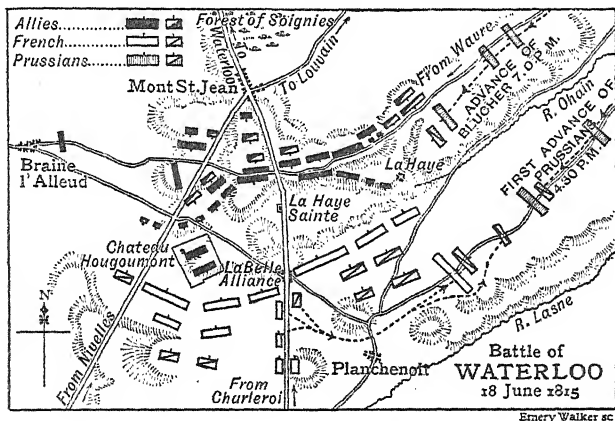 Allies
French
Prussians
Forest of Soignies
To Waterloo
To Louvain
Mont St. Jean
From Wavre
ADVANCE OF
BLUCHER 7.0 P.M.
R. Ohain
FIRST ADVANCE OF
PRUSSIANS
4.30 P.M.
Braine
l'Alleud
La Haye
La Haye
Sainte
Chateau
Hougoumont
La Belle
Alliance
N
From Nivelles
From
Charleroi
Planchenoit
R. Lasne
Battle of
WATERLOO
18 June 1815
Emery Walker sc